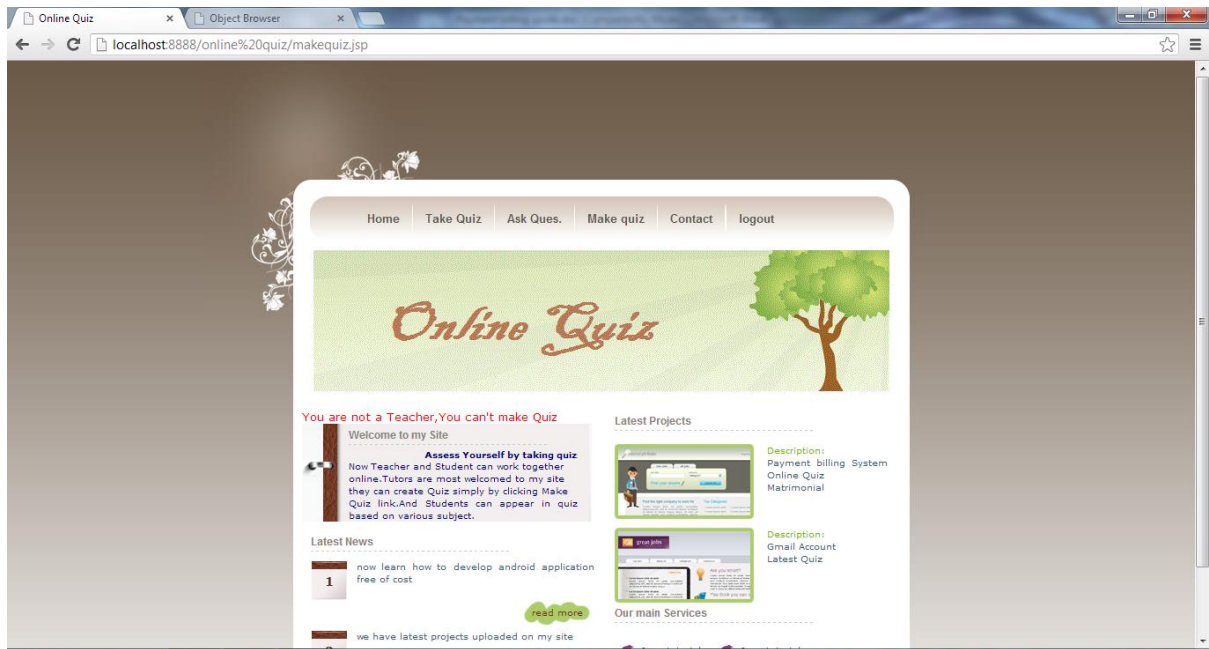 Online Quiz
Object Browser
localhost:8888/online%20quiz/makequiz.jsp
Home Take Quiz Ask Ques. Make quiz Contact logout
Online Quiz
You are not a Teacher,You can't make Quiz
Welcome to my Site
Assess Yourself by taking quiz
Now Teacher and Student can work together
online.Tutors are most welcomed to my site
they can create Quiz simply by clicking Make
Quiz link.And Students can appear in quiz
based on various subject.
Latest News
1
now learn how to develop android application
free of cost
read more
we have latest projects uploaded on my site
Latest Projects
Description:
Payment billing System
Online Quiz
Matrimonial
great jobs
Description:
Gmail Account
Latest Quiz
Our main Services